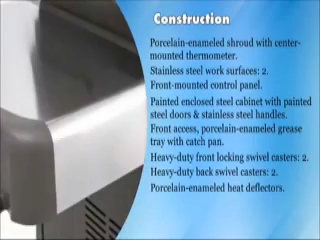 Construction
Porcelain-enameled shroud with center-
mounted thermometer.
Stainless steel work surfaces: 2.
Front-mounted control panel.
Painted enclosed steel cabinet with painted
steel doors & stainless steel handles.
Front access, porcelain-enameled grease
tray with catch pan.
Heavy-duty front locking swivel casters: 2.
Heavy-duty back swivel casters: 2.
Porcelain-enameled heat deflectors.